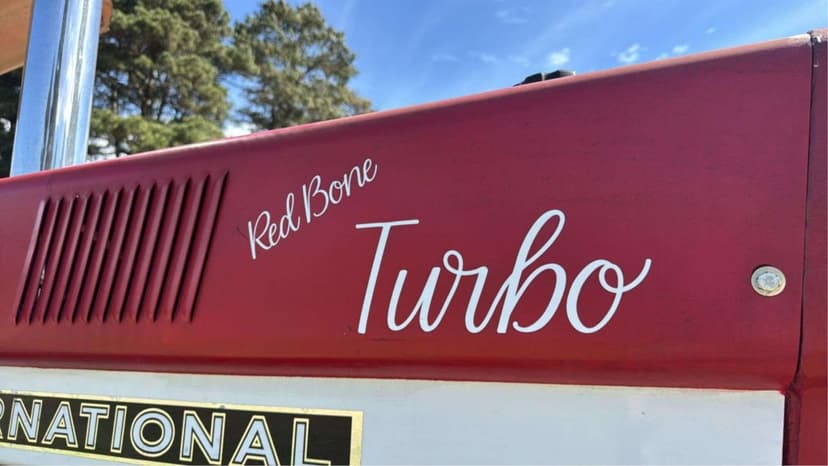 Red Bone
Turbo
RNATIONAL